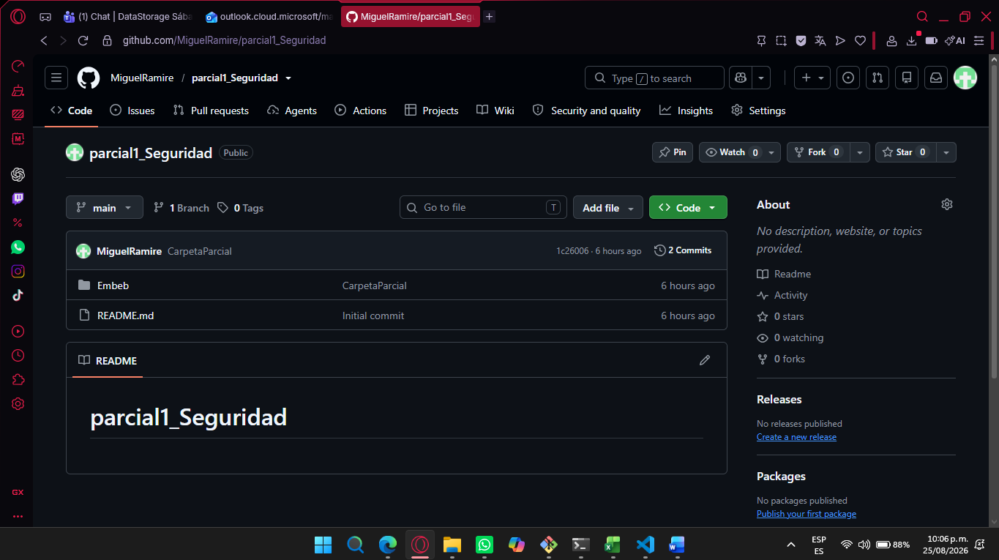 (1) Chat | DataStorage Sába
outlook.cloud.microsoft/ma
MiguelRamire/parcial1_Seg
github.com/MiguelRamire/parcial1_Seguridad
AI
MiguelRamire / parcial1_Seguridad
Type / to search
Code
Issues
Pull requests
Agents
Actions
Projects
Wiki
Security and quality
Insights
Settings
parcial1_Seguridad Public
Pin
Watch 0
Fork 0
Star 0
main
1 Branch
0 Tags
Go to file T
Add file
Code
MiguelRamire CarpetaParcial
1c26006 · 6 hours ago
2 Commits
Embeb CarpetaParcial 6 hours ago
README.md Initial commit 6 hours ago
README
parcial1_Seguridad
About
No description, website, or topics
provided.
Readme
Activity
0 stars
0 watching
0 forks
Releases
No releases published
Create a new release
Packages
No packages published
Publish your first package
GX
ESP
ES
88%
10:06 p. m.
25/08/2026